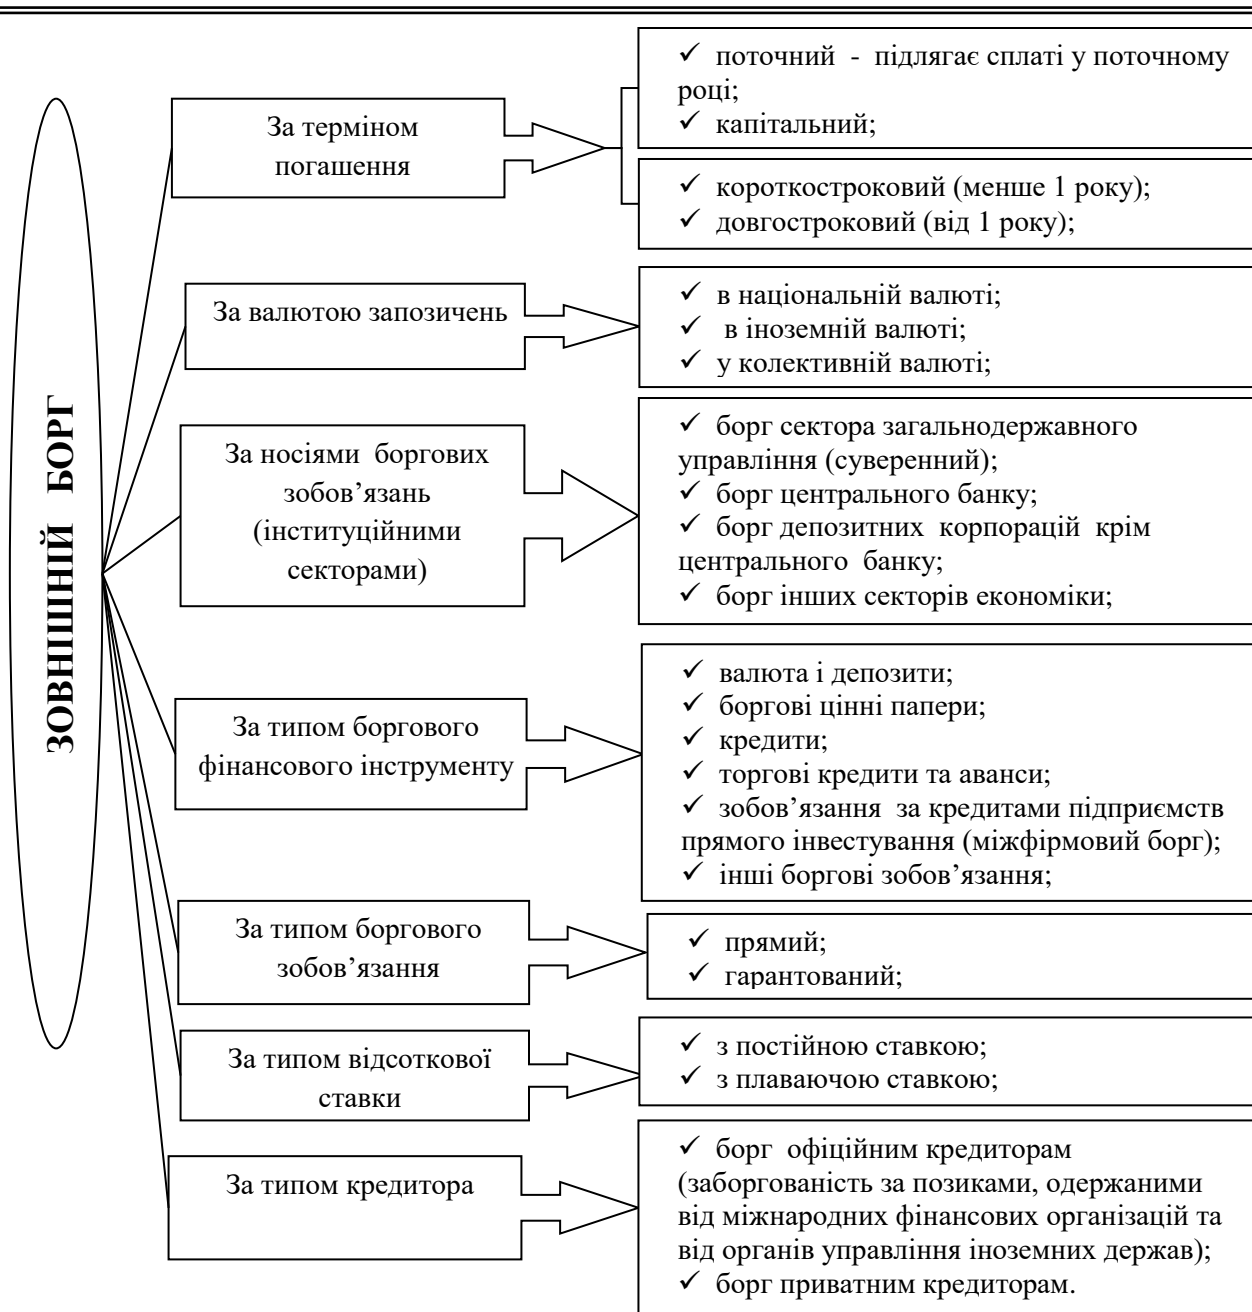 ЗОВНІШНІЙ БОРГ
За терміном
погашення
✓ поточний - підлягає сплаті у поточному
році;
✓ капітальний;
✓ короткостроковий (менше 1 року);
✓ довгостроковий (від 1 року);
За валютою запозичень
✓ в національній валюті;
✓ в іноземній валюті;
✓ у колективній валюті;
За носіями боргових
зобов’язань
(інституційними
секторами)
✓ борг сектора загальнодержавного
управління (суверенний);
✓ борг центрального банку;
✓ борг депозитних корпорацій крім
центрального банку;
✓ борг інших секторів економіки;
За типом боргового
фінансового інструменту
✓ валюта і депозити;
✓ боргові цінні папери;
✓ кредити;
✓ торгові кредити та аванси;
✓ зобов’язання за кредитами підприємств
прямого інвестування (міжфірмовий борг);
✓ інші боргові зобов’язання;
За типом боргового
зобов’язання
✓ прямий;
✓ гарантований;
За типом відсоткової
ставки
✓ з постійною ставкою;
✓ з плаваючою ставкою;
За типом кредитора
✓ борг офіційним кредиторам
(заборгованість за позиками, одержаними
від міжнародних фінансових організацій та
від органів управління іноземних держав);
✓ борг приватним кредиторам.